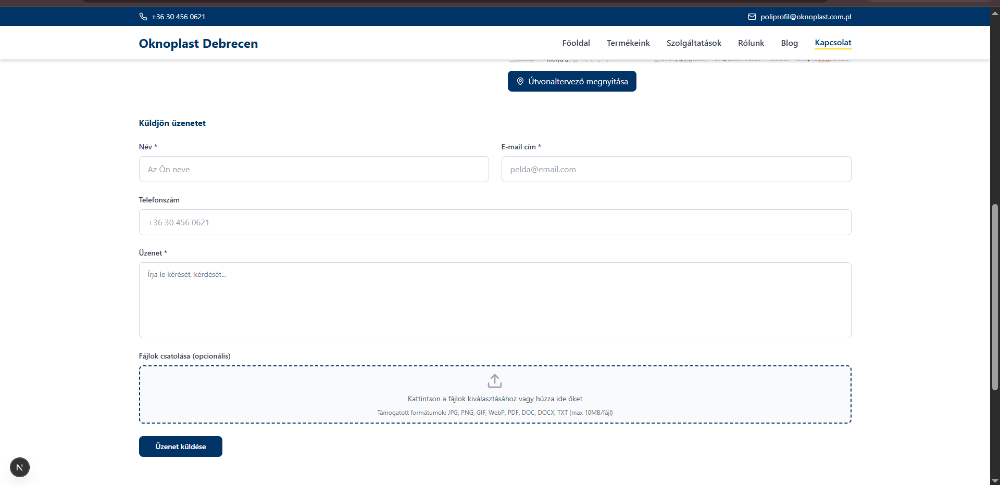 +36 30 456 0621
poliprofil@oknoplast.com.pl
Oknoplast Debrecen
Főoldal
Termékeink
Szolgáltatások
Rólunk
Blog
Kapcsolat
Útvonaltervező megnyitása
Küldjön üzenetet
Név *
E-mail cím *
Az Ön neve
pelda@email.com
Telefonszám
+36 30 456 0621
Üzenet *
Írja le kérését, kérdését...
Fájlok csatolása (opcionális)
Kattintson a fájlok kiválasztásához vagy húzza ide őket
Támogatott formátumok: JPG, PNG, GIF, WebP, PDF, DOC, DOCX, TXT (max 10MB/fájl)
Üzenet küldése
N